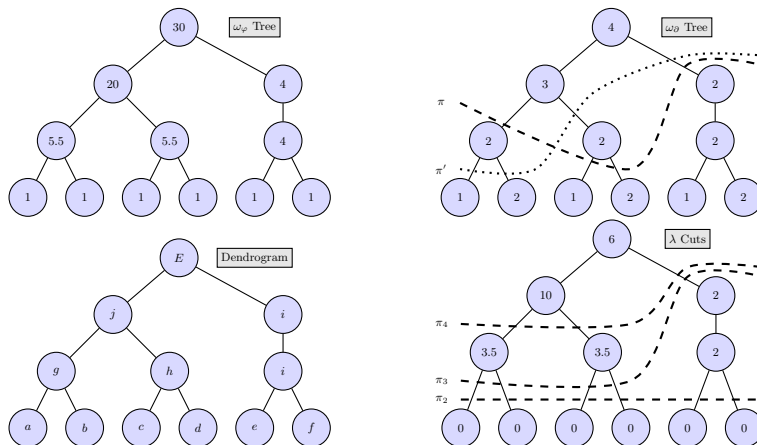 30
ω_φ Tree
20
4
5.5
5.5
4
1 1 1 1 1 1
4
ω_∂ Tree
3
2
π
2
2
2
π′
1 2 1 2 1 2
E
Dendrogram
j
i
g
h
i
a b c d e f
6
λ Cuts
10
2
π₄
3.5
3.5
2
π₃
π₂
0 0 0 0 0 0